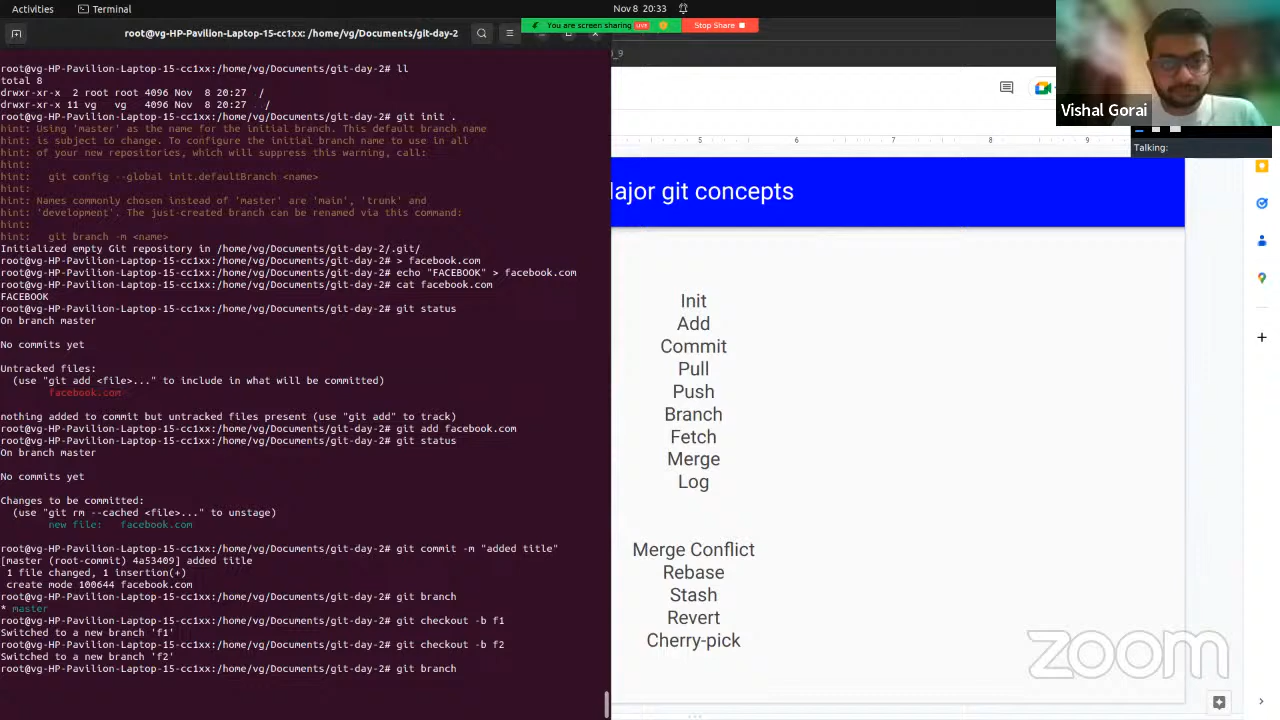 Activities
Terminal
Nov 8 20:33
You are screen sharing LIVE
Stop Share
root@vg-HP-Pavilion-Laptop-15-cc1xx: /home/vg/Documents/git-day-2
root@vg-HP-Pavilion-Laptop-15-cc1xx:/home/vg/Documents/git-day-2# ll
total 8
drwxr-xr-x 2 root root 4096 Nov 8 20:27 ./
drwxr-xr-x 11 vg vg 4096 Nov 8 20:27 ../
root@vg-HP-Pavilion-Laptop-15-cc1xx:/home/vg/Documents/git-day-2# git init .
hint: Using 'master' as the name for the initial branch. This default branch name
hint: is subject to change. To configure the initial branch name to use in all
hint: of your new repositories, which will suppress this warning, call:
hint:
hint: git config --global init.defaultBranch <name>
hint:
hint: Names commonly chosen instead of 'master' are 'main', 'trunk' and
hint: 'development'. The just-created branch can be renamed via this command:
hint:
hint: git branch -m <name>
Initialized empty Git repository in /home/vg/Documents/git-day-2/.git/
root@vg-HP-Pavilion-Laptop-15-cc1xx:/home/vg/Documents/git-day-2# > facebook.com
root@vg-HP-Pavilion-Laptop-15-cc1xx:/home/vg/Documents/git-day-2# echo "FACEBOOK" > facebook.com
root@vg-HP-Pavilion-Laptop-15-cc1xx:/home/vg/Documents/git-day-2# cat facebook.com
FACEBOOK
root@vg-HP-Pavilion-Laptop-15-cc1xx:/home/vg/Documents/git-day-2# git status
On branch master
No commits yet
Untracked files:
(use "git add <file>..." to include in what will be committed)
facebook.com
nothing added to commit but untracked files present (use "git add" to track)
root@vg-HP-Pavilion-Laptop-15-cc1xx:/home/vg/Documents/git-day-2# git add facebook.com
root@vg-HP-Pavilion-Laptop-15-cc1xx:/home/vg/Documents/git-day-2# git status
On branch master
No commits yet
Changes to be committed:
(use "git rm --cached <file>..." to unstage)
new file: facebook.com
root@vg-HP-Pavilion-Laptop-15-cc1xx:/home/vg/Documents/git-day-2# git commit -m "added title"
[master (root-commit) 4a53409] added title
1 file changed, 1 insertion(+)
create mode 100644 facebook.com
root@vg-HP-Pavilion-Laptop-15-cc1xx:/home/vg/Documents/git-day-2# git branch
* master
root@vg-HP-Pavilion-Laptop-15-cc1xx:/home/vg/Documents/git-day-2# git checkout -b f1
Switched to a new branch 'f1'
root@vg-HP-Pavilion-Laptop-15-cc1xx:/home/vg/Documents/git-day-2# git checkout -b f2
Switched to a new branch 'f2'
root@vg-HP-Pavilion-Laptop-15-cc1xx:/home/vg/Documents/git-day-2# git branch
Vishal Gorai
Talking:
5 6 7 8 9
ajor git concepts
Init
Add
Commit
Pull
Push
Branch
Fetch
Merge
Log
Merge Conflict
Rebase
Stash
Revert
Cherry-pick
zoom